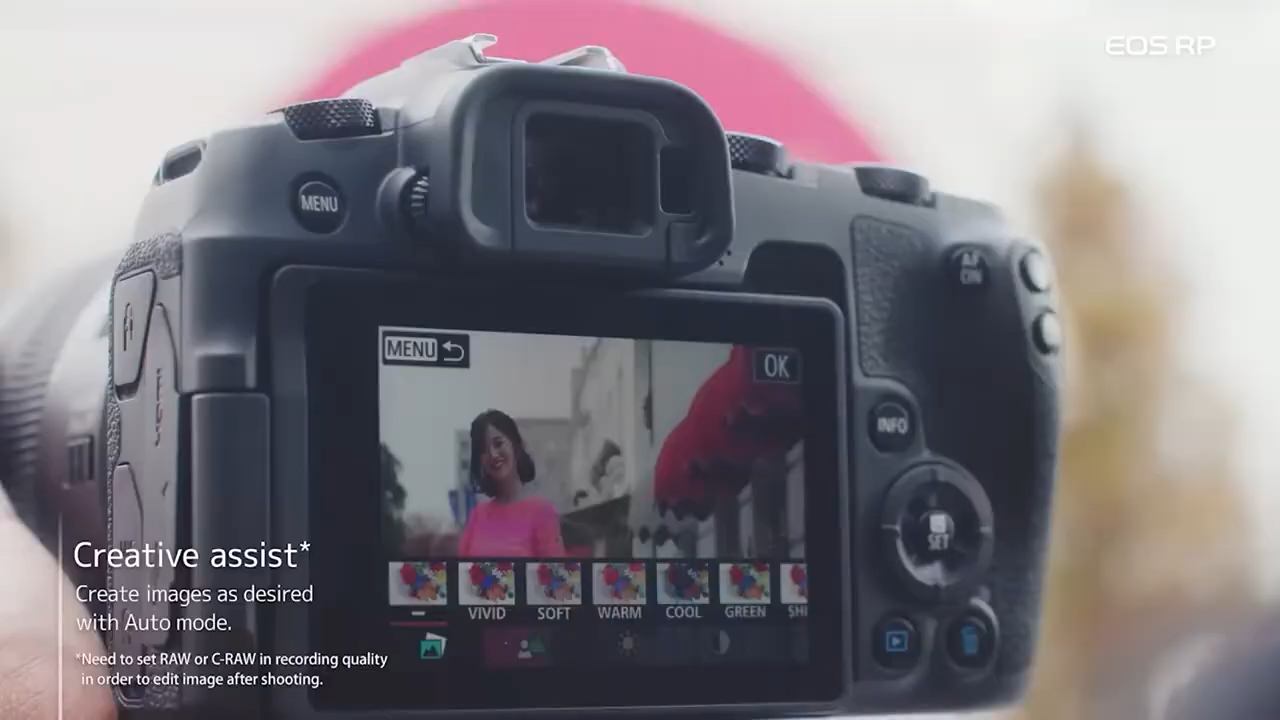 EOS RP
MENU
AF
ON
MENU
OK
INFO
SET
VIVID SOFT WARM COOL GREEN
Creative assist*
Create images as desired
with Auto mode.
*Need to set RAW or C-RAW in recording quality
in order to edit image after shooting.